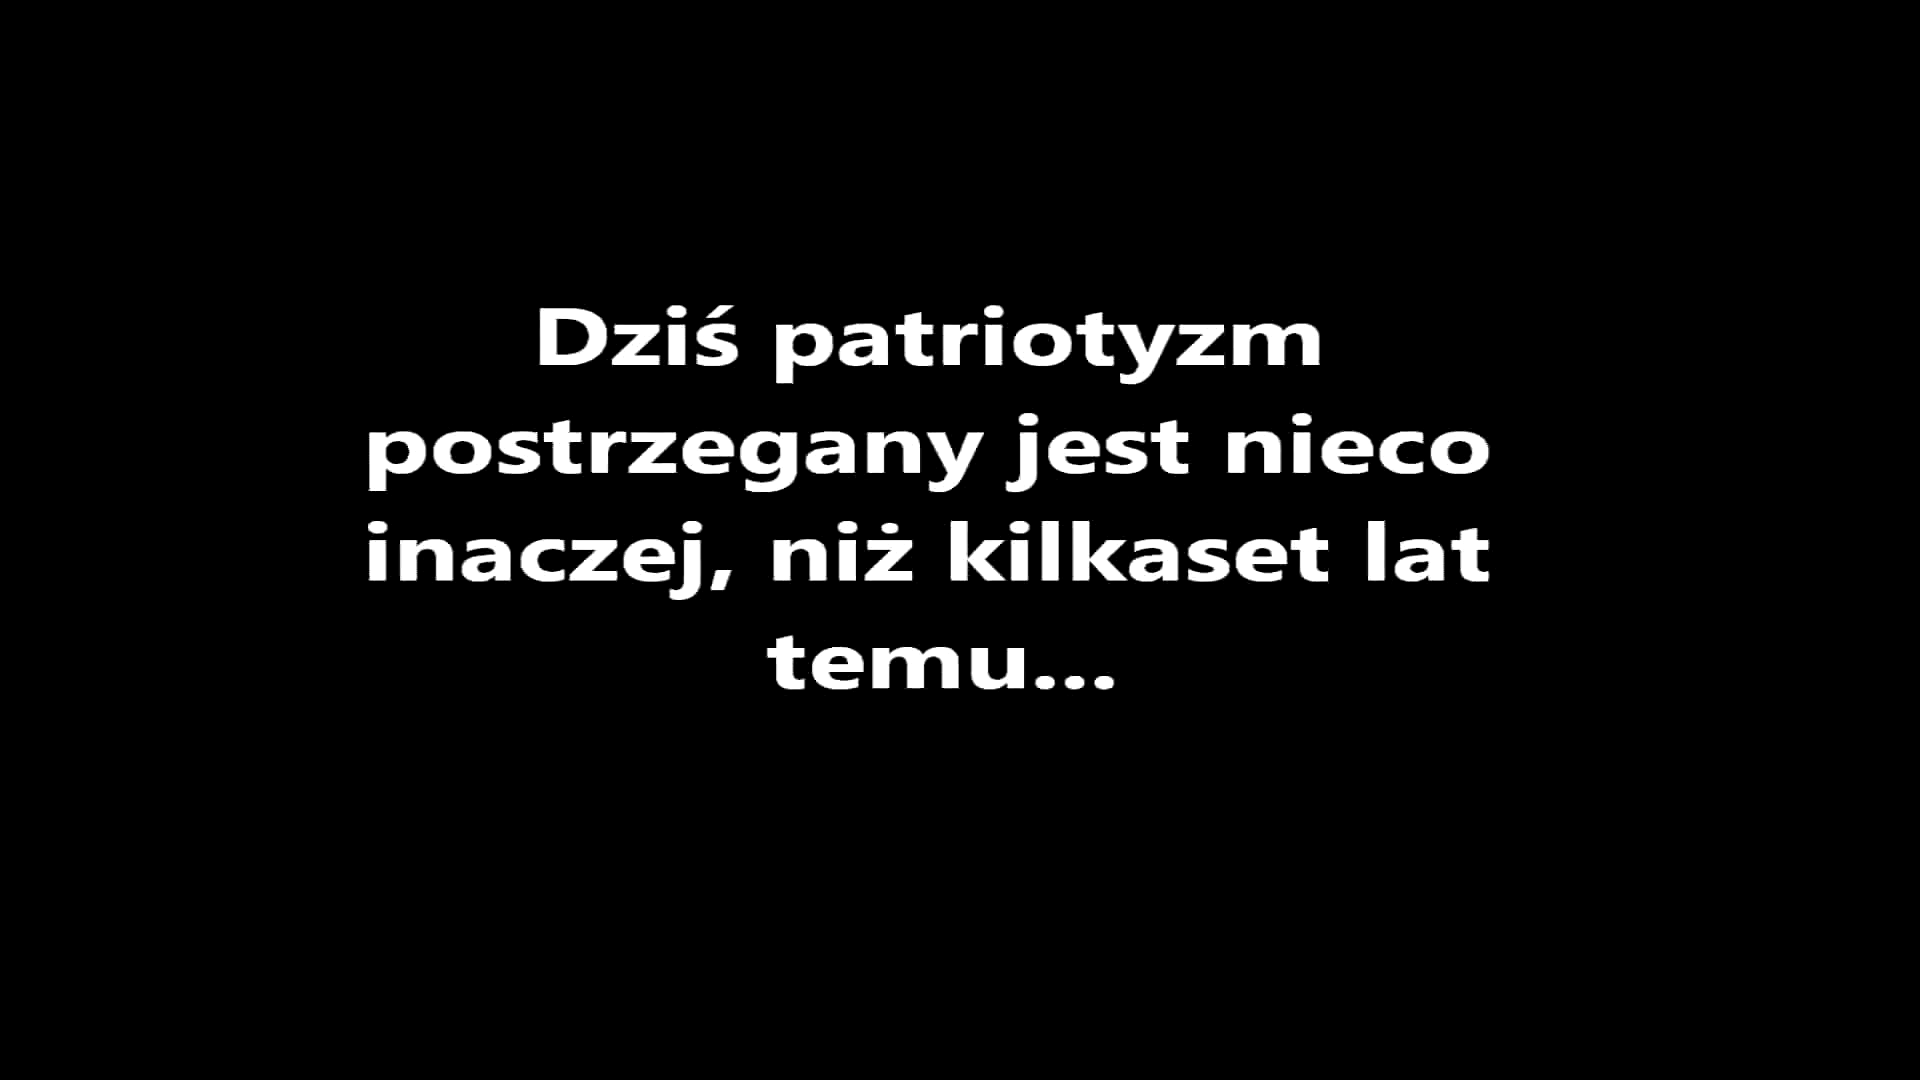 Dziś patriotyzm
postrzegany jest nieco
inaczej, niż kilkaset lat
temu...